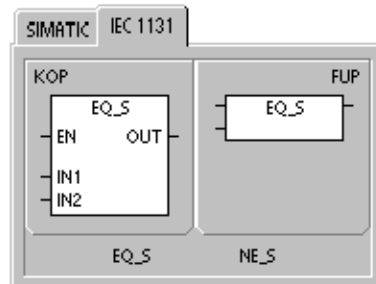 SIMATIC IEC 1131
KOP FUP
EQ_S EQ_S
EN OUT
IN1
IN2
EQ_S NE_S